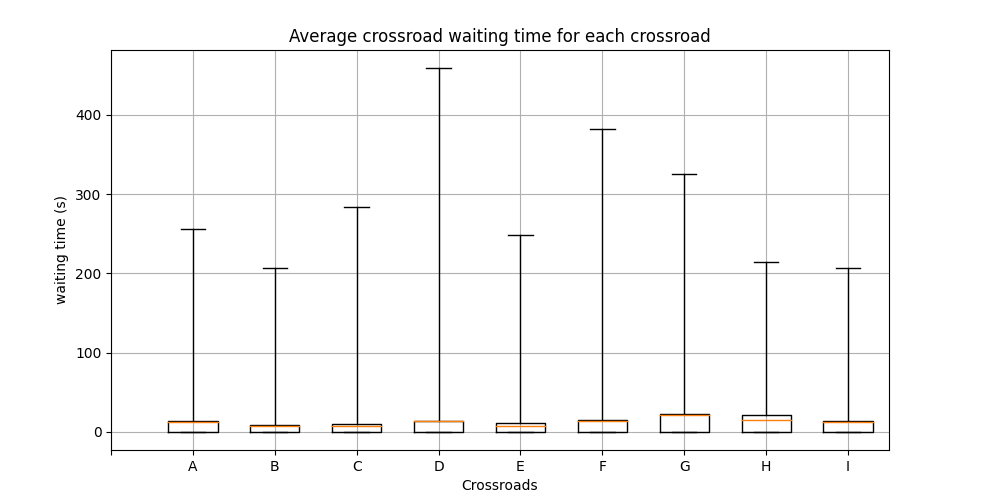 Average crossroad waiting time for each crossroad
waiting time (s)
400
300
200
100
0
A B C D E F G H I
Crossroads